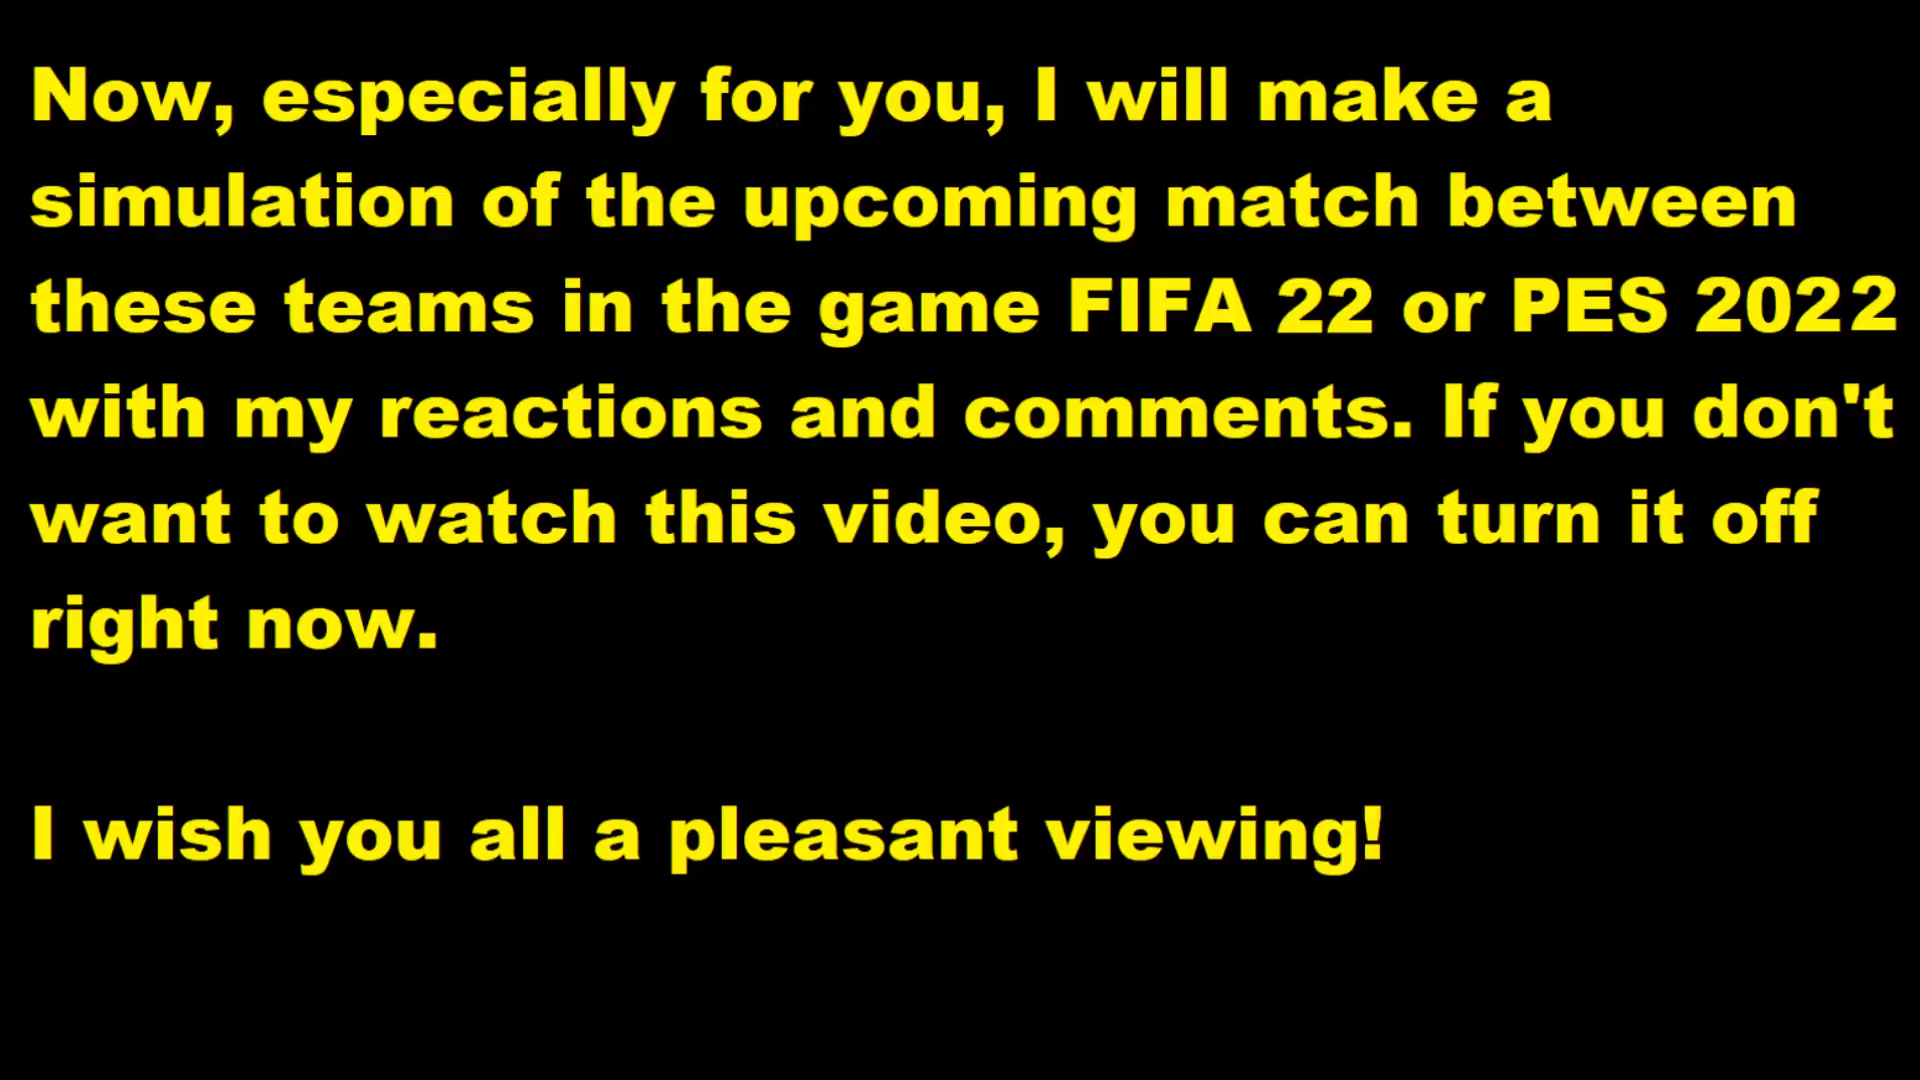 Now, especially for you, I will make a
simulation of the upcoming match between
these teams in the game FIFA 22 or PES 2022
with my reactions and comments. If you don't
want to watch this video, you can turn it off
right now.
I wish you all a pleasant viewing!